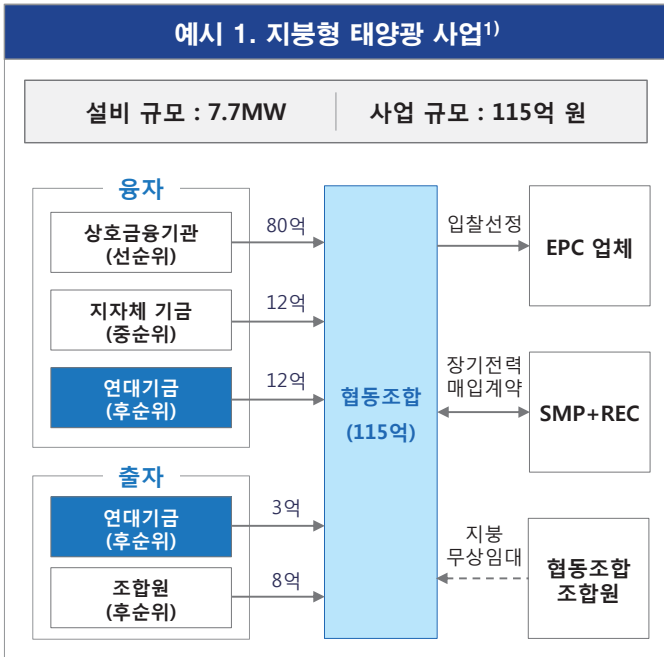 예시 1. 지붕형 태양광 사업1)
설비 규모 : 7.7MW
사업 규모 : 115억 원
융자
상호금융기관
(선순위)
80억
지자체 기금
(중순위)
12억
연대기금
(후순위)
12억
출자
연대기금
(후순위)
3억
조합원
(후순위)
8억
협동조합
(115억)
입찰선정
EPC 업체
장기전력
매입계약
SMP+REC
지붕
무상임대
협동조합
조합원